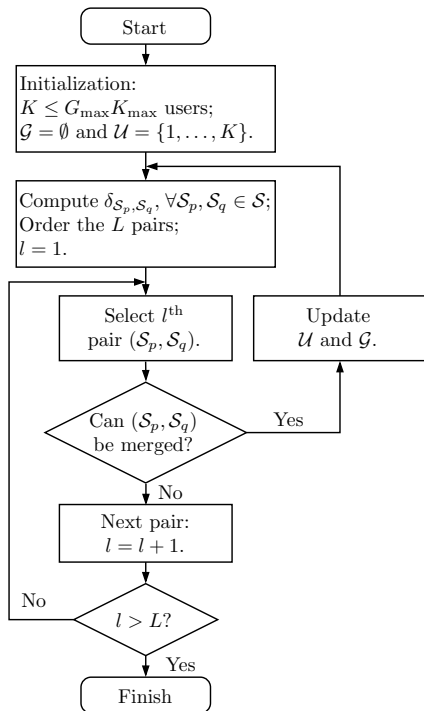 Start
Initialization:
K ≤ G_max K_max users;
𝒢 = ∅ and 𝒰 = {1, . . . , K}.
Compute δ_{𝒮_p,𝒮_q}, ∀𝒮_p, 𝒮_q ∈ 𝒮;
Order the L pairs;
l = 1.
Select l^th
pair (𝒮_p, 𝒮_q).
Update
𝒰 and 𝒢.
Can (𝒮_p, 𝒮_q)
be merged?
Yes
No
Next pair:
l = l + 1.
No
l > L?
Yes
Finish